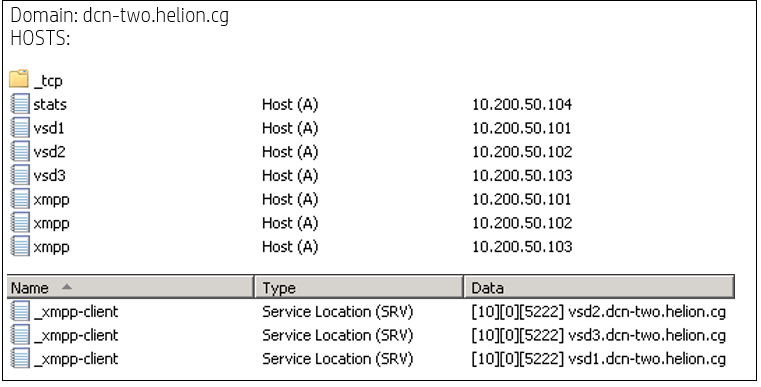 Domain: dcn-two.helion.cg
HOSTS:
_tcp
stats Host (A) 10.200.50.104
vsd1 Host (A) 10.200.50.101
vsd2 Host (A) 10.200.50.102
vsd3 Host (A) 10.200.50.103
xmpp Host (A) 10.200.50.101
xmpp Host (A) 10.200.50.102
xmpp Host (A) 10.200.50.103
Name Type Data
_xmpp-client Service Location (SRV) [10][0][5222] vsd2.dcn-two.helion.cg
_xmpp-client Service Location (SRV) [10][0][5222] vsd3.dcn-two.helion.cg
_xmpp-client Service Location (SRV) [10][0][5222] vsd1.dcn-two.helion.cg